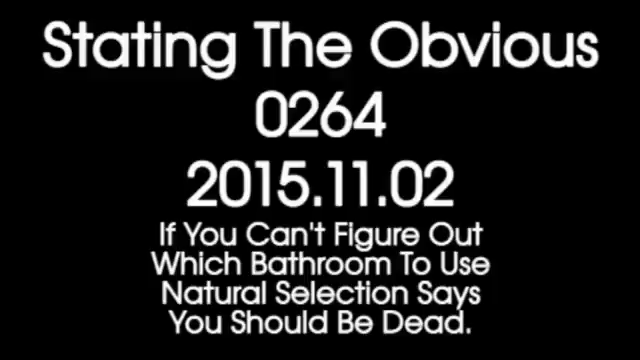 Stating The Obvious
0264
2015.11.02
If You Can't Figure Out
Which Bathroom To Use
Natural Selection Says
You Should Be Dead.